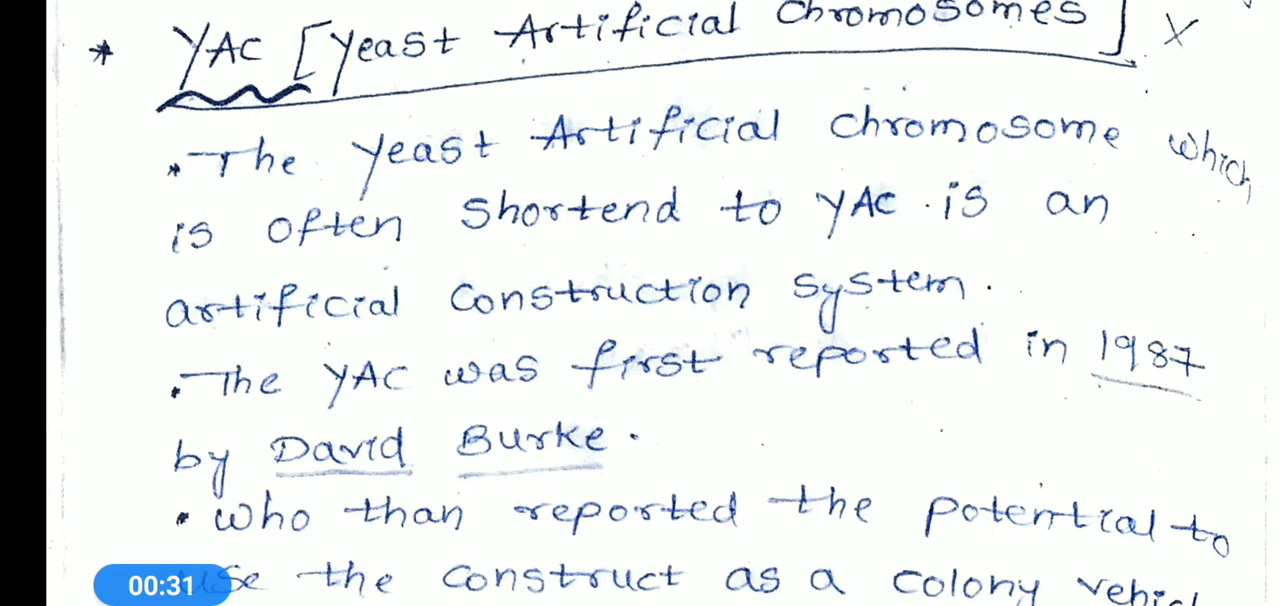 * YAC [Yeast Artificial Chromosomes] X
* The Yeast Artificial chromosome which
is often Shortend to YAC . is an
artificial Construction System .
. The YAC was first reported in 1987
by David Burke .
. who than reported the potential to
use the construct as a colony
00:31